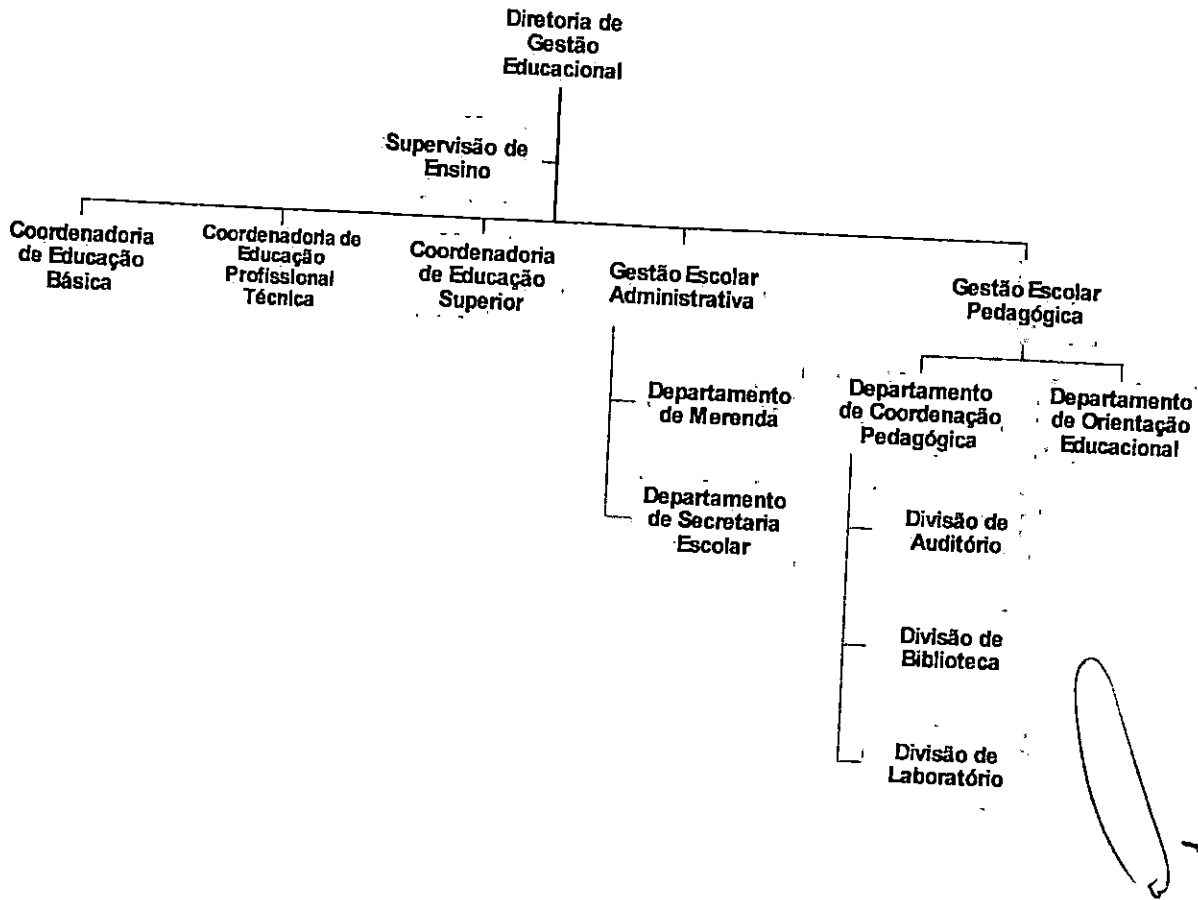 Diretoria de
Gestão
Educacional
Supervisão de
Ensino
Coordenadoria
de Educação
Básica
Coordenadoria de
Educação
Profissional
Técnica
Coordenadoria
de Educação
Superior
Gestão Escolar
Administrativa
Gestão Escolar
Pedagógica
Departamento
de Merenda
Departamento
de Secretaria
Escolar
Departamento
de Coordenação
Pedagógica
Departamento
de Orientação
Educacional
Divisão de
Auditório
Divisão de
Biblioteca
Divisão de
Laboratório